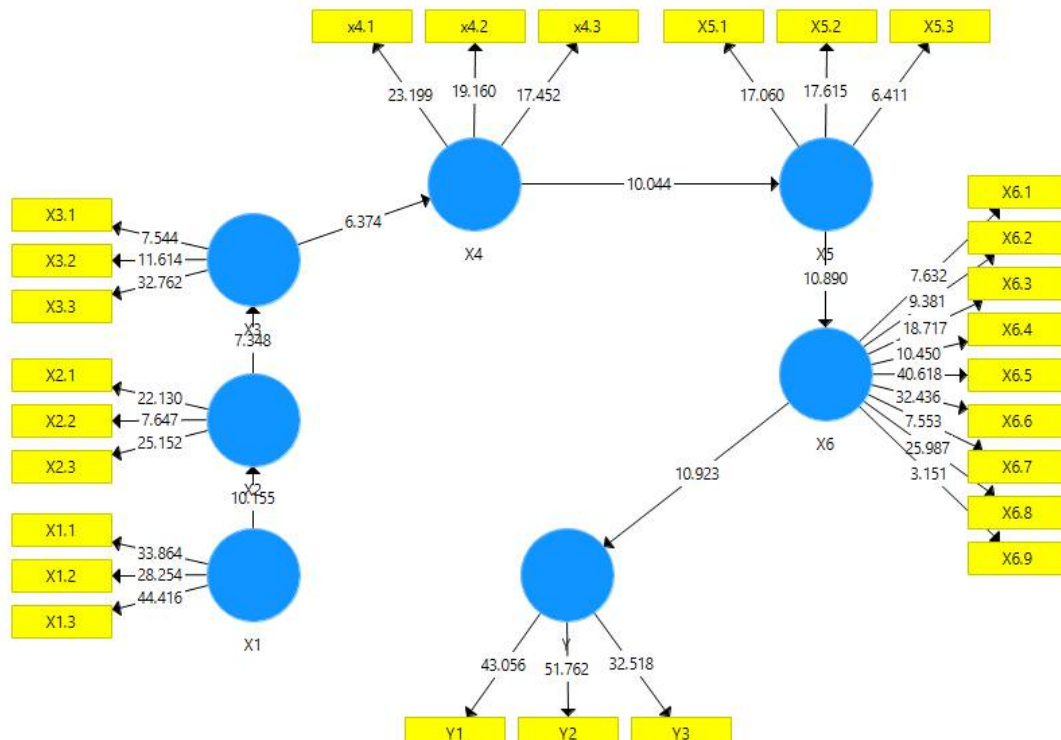 x4.1
x4.2
x4.3
X5.1
X5.2
X5.3
23.199
19.160
17.452
17.060
17.615
6.411
X4
10.044
X5
6.374
X3.1
X3.2
X3.3
7.544
11.614
32.762
X3
7.348
10.890
X6.1
X6.2
X6.3
X6.4
X6.5
X6.6
X6.7
X6.8
X6.9
7.632
9.381
18.717
10.450
40.618
32.436
7.553
25.987
3.151
X6
X2.1
X2.2
X2.3
22.130
7.647
25.152
X2
10.155
10.923
X1.1
X1.2
X1.3
33.864
28.254
44.416
X1
Y
43.056
51.762
32.518
Y1
Y2
Y3